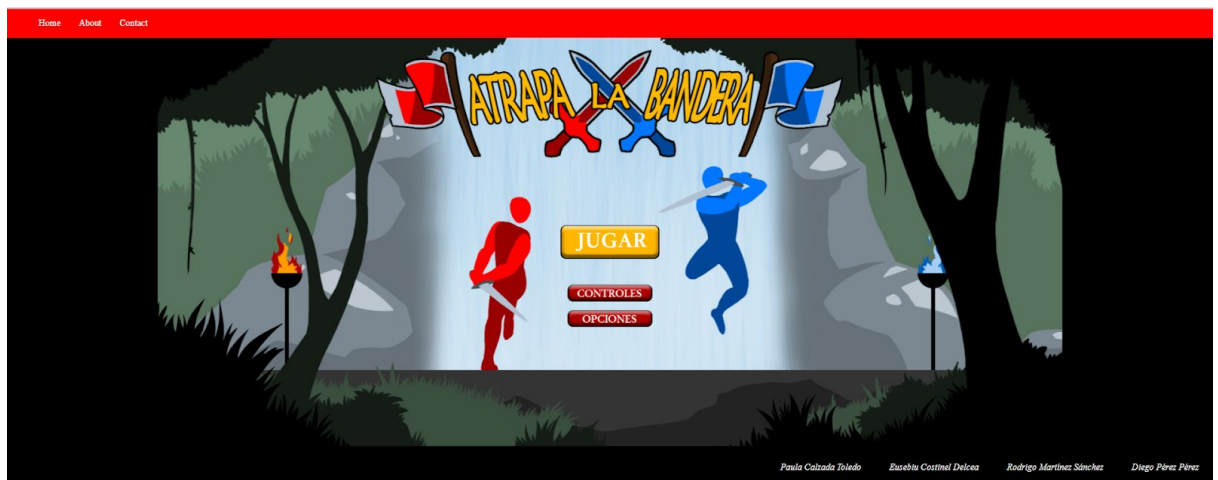 Home About Contact
ATRAPA LA BANDERA
JUGAR
CONTROLES
OPCIONES
Paula Calzada Toledo Eusebiu Costinel Delcea Rodrigo Martínez Sánchez Diego Pérez Pérez